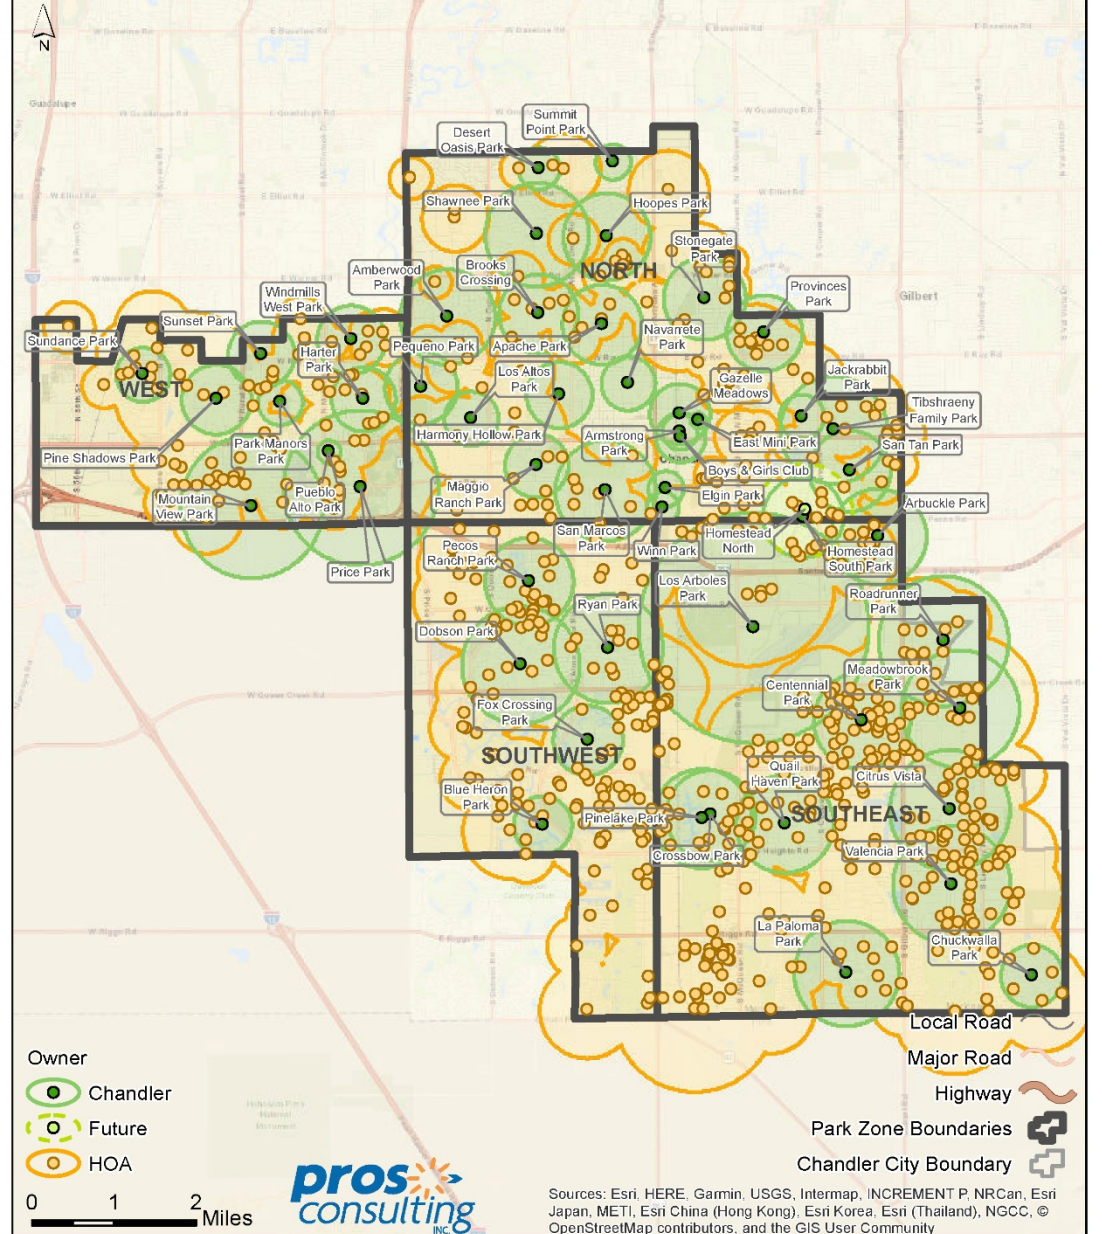 N
Guadalupe
Summit
Point Park
Desert
Oasis Park
Shawnee Park
Hoopes Park
Stonegate
Park
NORTH
Brooks
Crossing
Amberwood
Park
Provinces
Park
Gilbert
Windmills
West Park
Sunset Park
Sundance Park
Harter
Park
Pequeno Park
Apache Park
Navarrete
Park
WEST
Los Altos
Park
Gazelle
Meadows
Jackrabbit
Park
Tibshraeny
Family Park
Harmony Hollow Park
Armstrong
Park
East Mini Park
San Tan Park
Pine Shadows Park
Park Manors
Park
Boys & Girls Club
Mountain
View Park
Pueblo
Alto Park
Maggio
Ranch Park
Elgin Park
Arbuckle Park
San Marcos
Park
Winn Park
Homestead
North
Homestead
South Park
Price Park
Pecos
Ranch Park
Los Arboles
Park
Roadrunner
Park
Ryan Park
Dobson Park
Meadowbrook
Park
Centennial
Park
Fox Crossing
Park
SOUTHWEST
Quail
Haven Park
Citrus Vista
Blue Heron
Park
Pinelake Park
SOUTHEAST
Crossbow Park
Valencia Park
La Paloma
Park
Chuckwalla
Park
Owner
Chandler
Future
HOA
Local Road
Major Road
Highway
Park Zone Boundaries
Chandler City Boundary
0 1 2
Miles
pros
consulting
INC.
Sources: Esri, HERE, Garmin, USGS, Intermap, INCREMENT P, NRCan, Esri
Japan, METI, Esri China (Hong Kong), Esri Korea, Esri (Thailand), NGCC, ©
OpenStreetMap contributors, and the GIS User Community